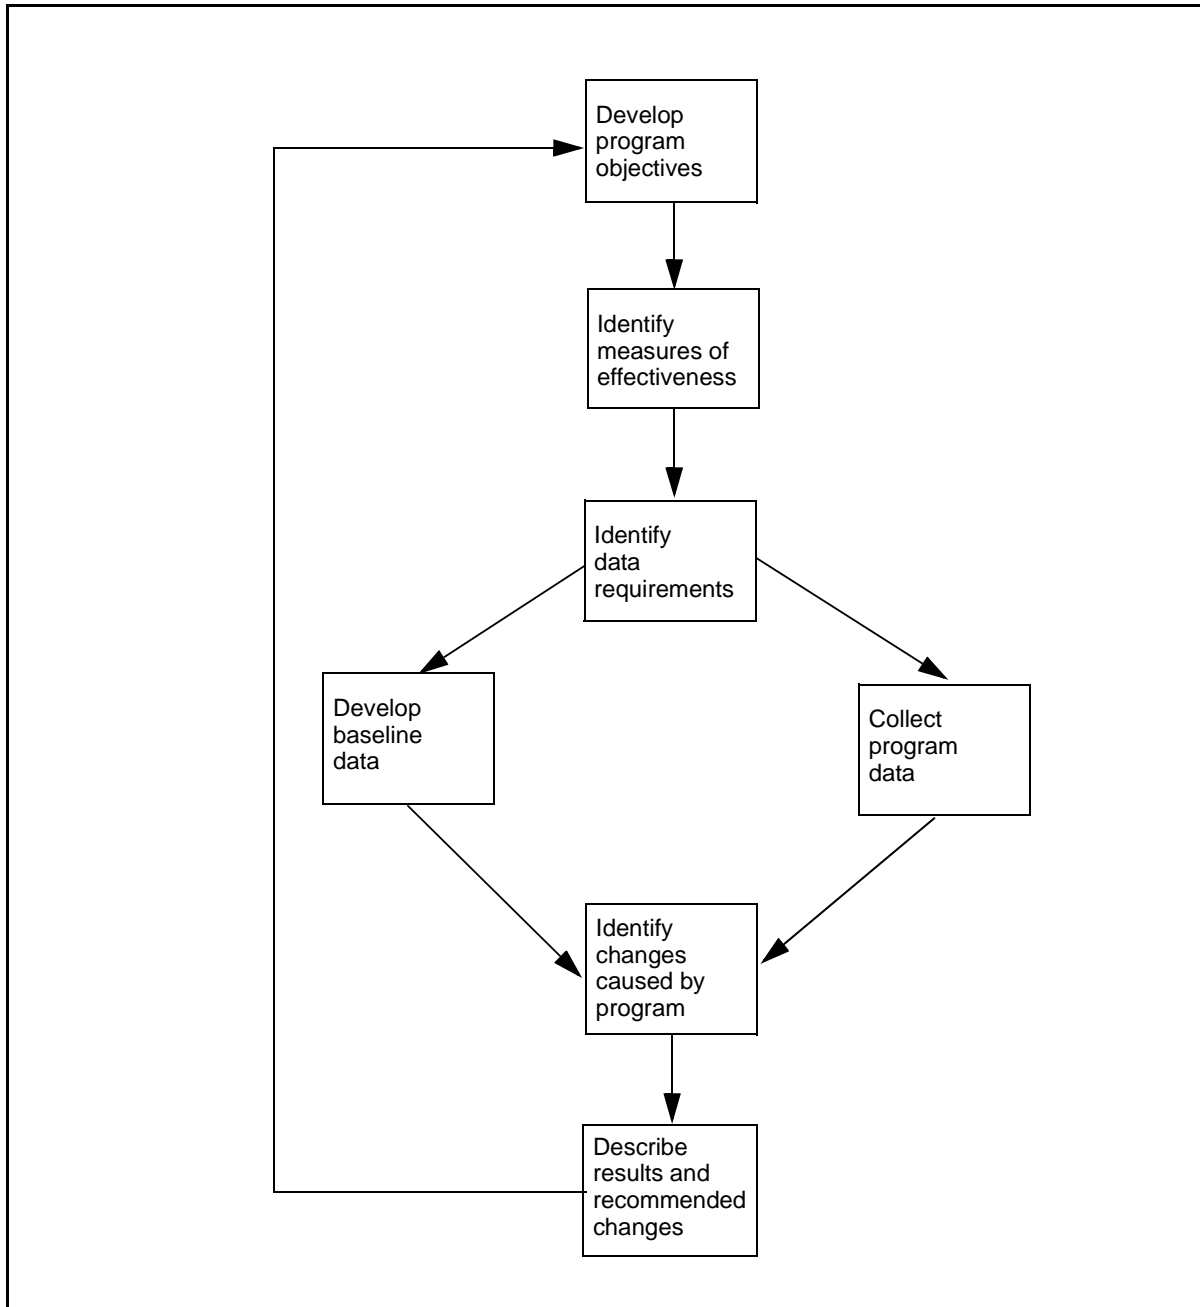 Develop
program
objectives
Identify
measures of
effectiveness
Identify
data
requirements
Develop
baseline
data
Collect
program
data
Identify
changes
caused by
program
Describe
results and
recommended
changes